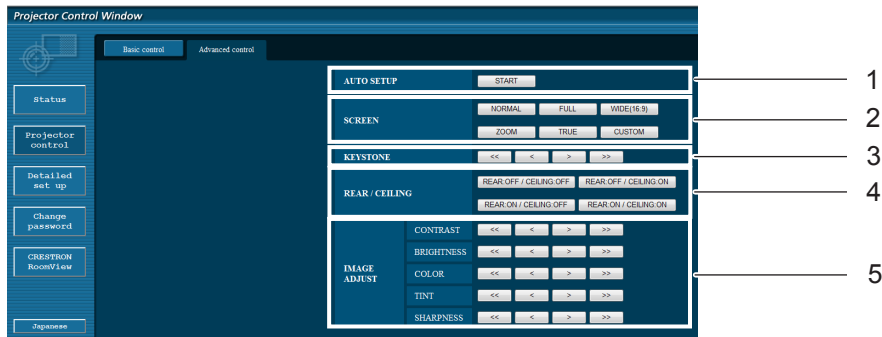 Projector Control Window
Basic control
Advanced control
Status
Projector
control
Detailed
set up
Change
password
CRESTRON
RoomView
Japanese
AUTO SETUP
START
1
SCREEN
NORMAL FULL WIDE(16:9)
ZOOM TRUE CUSTOM
2
KEYSTONE
<< < > >>
3
REAR / CEILING
REAR:OFF / CEILING:OFF REAR:OFF / CEILING:ON
REAR:ON / CEILING:OFF REAR:ON / CEILING:ON
4
IMAGE
ADJUST
CONTRAST << < > >>
BRIGHTNESS << < > >>
COLOR << < > >>
TINT << < > >>
SHARPNESS << < > >>
5